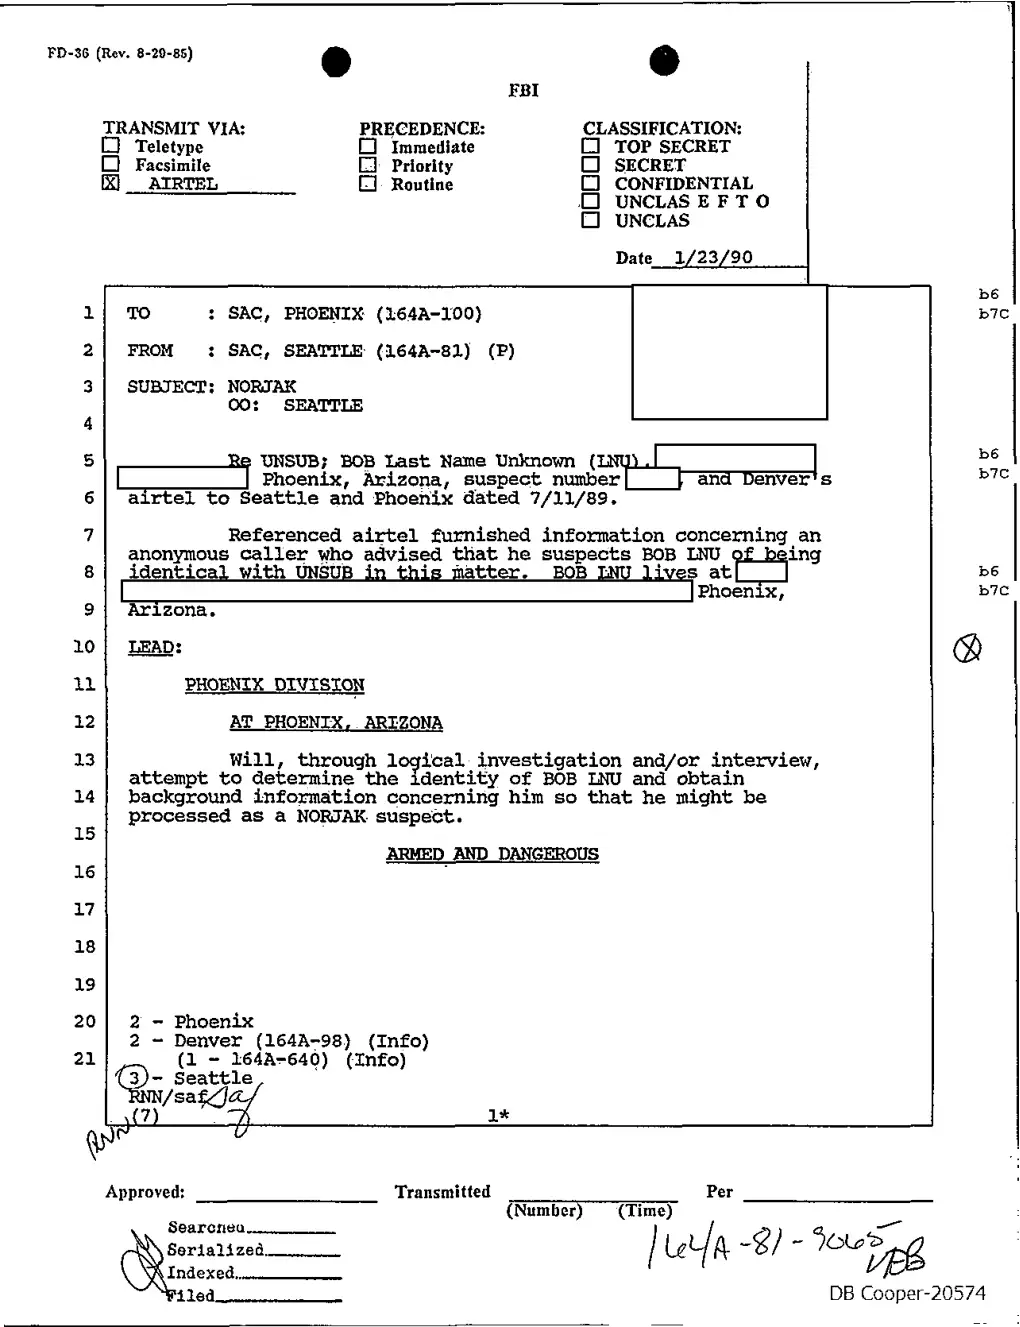 FD-36 (Rev. 8-29-85)
FBI
TRANSMIT VIA:
Teletype
Facsimile
X AIRTEL
PRECEDENCE:
Immediate
Priority
Routine
CLASSIFICATION:
TOP SECRET
SECRET
CONFIDENTIAL
UNCLAS E F T O
UNCLAS
Date 1/23/90
b6
b7C
1 TO : SAC, PHOENIX (164A-100)
2 FROM : SAC, SEATTLE (164A-81) (P)
3 SUBJECT: NORJAK
OO: SEATTLE
4
5 Re UNSUB; BOB Last Name Unknown (LNU), b6
Phoenix, Arizona, suspect number , and Denver's b7C
6 airtel to Seattle and Phoenix dated 7/11/89.
7 Referenced airtel furnished information concerning an
anonymous caller who advised that he suspects BOB LNU of being
8 identical with UNSUB in this matter. BOB LNU lives at b6
Phoenix, b7C
9 Arizona.
10 LEAD:
11 PHOENIX DIVISION
12 AT PHOENIX, ARIZONA
13 Will, through logical investigation and/or interview,
attempt to determine the identity of BOB LNU and obtain
14 background information concerning him so that he might be
processed as a NORJAK suspect.
15
ARMED AND DANGEROUS
16
17
18
19
20 2 - Phoenix
2 - Denver (164A-98) (Info)
21 (1 - 164A-640) (Info)
3 - Seattle
RNN/saf saf
(7)
1*
RNN
Approved: Transmitted Per
(Number) (Time)
Searched
Serialized
Indexed
Filed
164A-81-9065
VEB
DB Cooper-20574